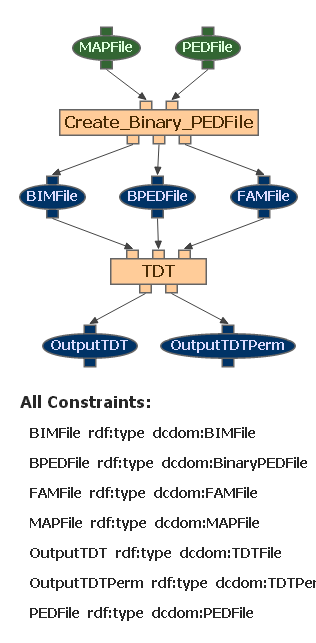 MAPFile PEDFile
Create_Binary_PEDFile
BIMFile BPEDFile FAMFile
TDT
OutputTDT OutputTDTPerm
All Constraints:
BIMFile rdf:type dcdom:BIMFile
BPEDFile rdf:type dcdom:BinaryPEDFile
FAMFile rdf:type dcdom:FAMFile
MAPFile rdf:type dcdom:MAPFile
OutputTDT rdf:type dcdom:TDTFile
OutputTDTPerm rdf:type dcdom:TDTPer
PEDFile rdf:type dcdom:PEDFile